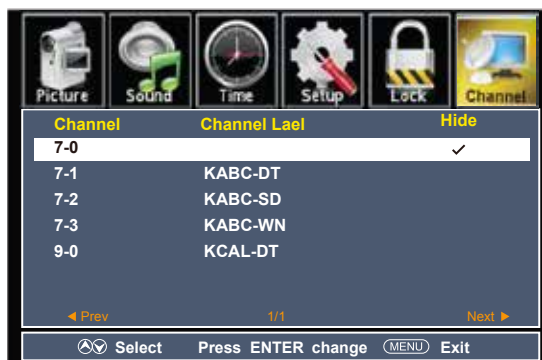 Picture Sound Time Setup Lock Channel
Channel Channel Lael Hide
7-0 ✓
7-1 KABC-DT
7-2 KABC-SD
7-3 KABC-WN
9-0 KCAL-DT
◀ Prev 1/1 Next ▶
Select Press ENTER change MENU Exit